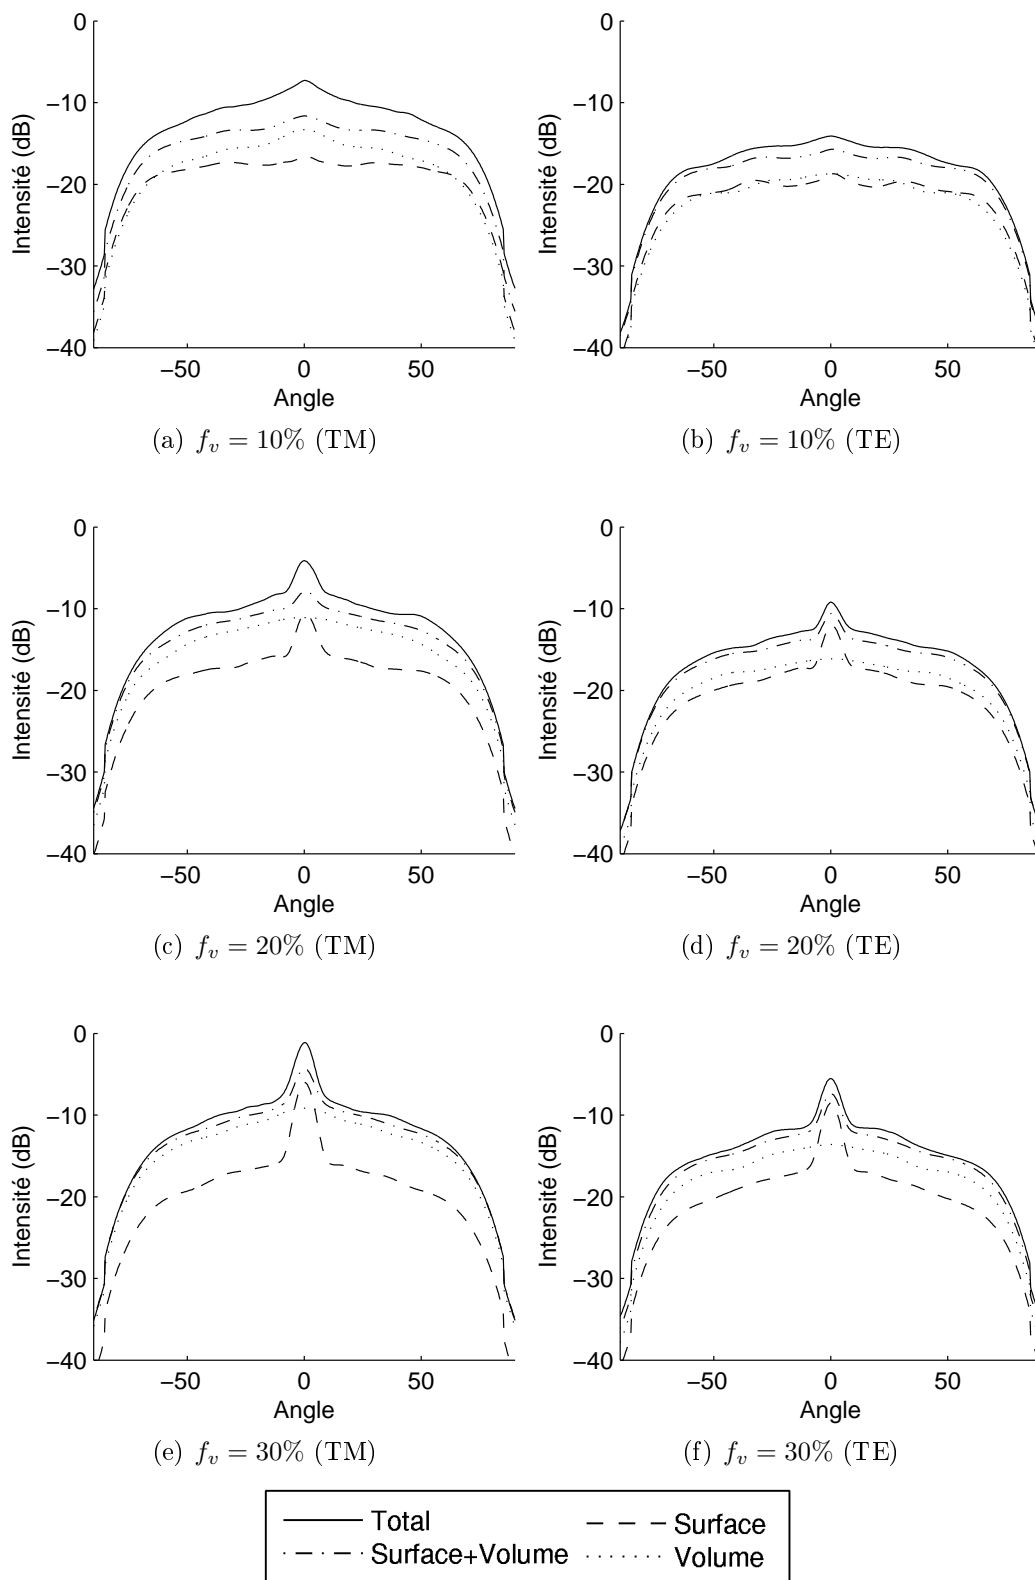 0
−10
−20
−30
−40
Intensité (dB)
−50 0 50
Angle
(a) f_v = 10% (TM)
0
−10
−20
−30
−40
Intensité (dB)
−50 0 50
Angle
(b) f_v = 10% (TE)
0
−10
−20
−30
−40
Intensité (dB)
−50 0 50
Angle
(c) f_v = 20% (TM)
0
−10
−20
−30
−40
Intensité (dB)
−50 0 50
Angle
(d) f_v = 20% (TE)
0
−10
−20
−30
−40
Intensité (dB)
−50 0 50
Angle
(e) f_v = 30% (TM)
0
−10
−20
−30
−40
Intensité (dB)
−50 0 50
Angle
(f) f_v = 30% (TE)
Total
Surface
Surface+Volume
Volume